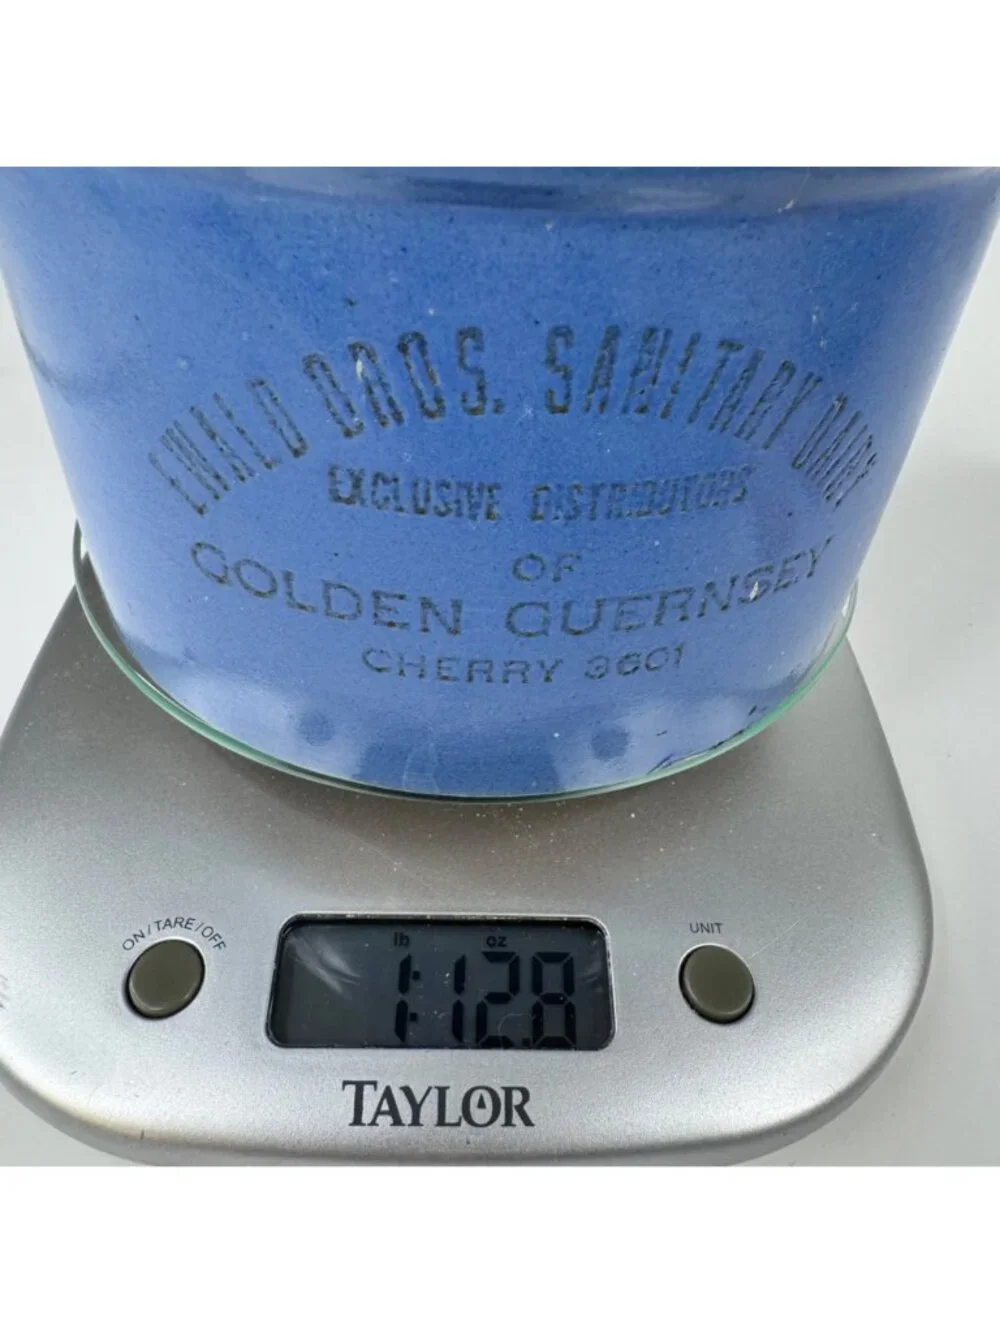 EWALD BROS. SANITARY DAIRY
EXCLUSIVE DISTRIBUTORS
OF
GOLDEN GUERNSEY
CHERRY 3601
ON/TARE/OFF
UNIT
lb oz
1:12.8
TAYLOR